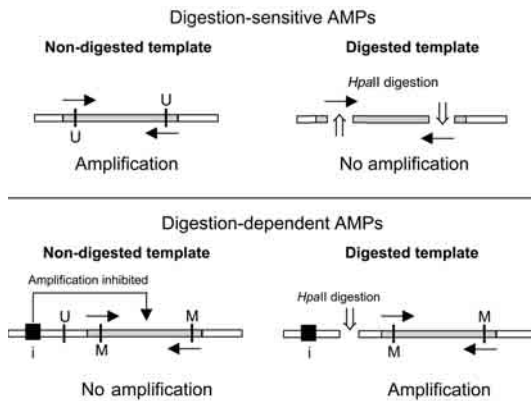 Digestion-sensitive AMPs
Non-digested template
Digested template
HpaII digestion
U
U
Amplification
No amplification
Digestion-dependent AMPs
Non-digested template
Digested template
Amplification inhibited
HpaII digestion
U
M
M
i
M
i
M
No amplification
Amplification